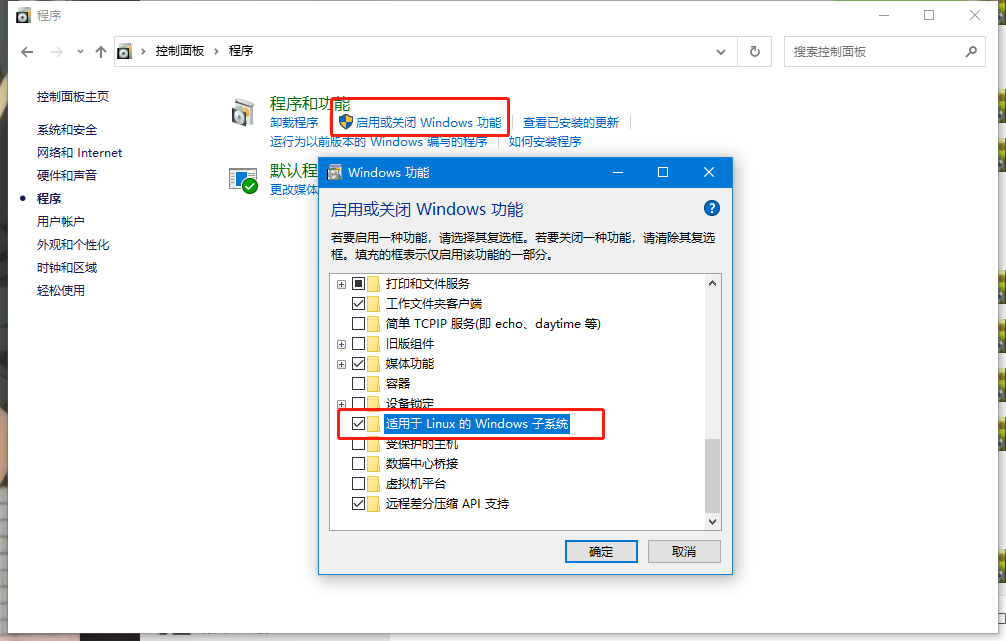 程序
控制面板 程序
搜索控制面板
控制面板主页
系统和安全
网络和 Internet
硬件和声音
程序
用户帐户
外观和个性化
时钟和区域
轻松使用
程序和功能
卸载程序 启用或关闭 Windows 功能 查看已安装的更新
运行为以前版本的 Windows 编写的程序 如何安装程序
默认程
更改媒体
Windows 功能
启用或关闭 Windows 功能
若要启用一种功能，请选择其复选框。若要关闭一种功能，请清除其复选
框。填充的框表示仅启用该功能的一部分。
打印和文件服务
工作文件夹客户端
简单 TCPIP 服务(即 echo、daytime 等)
旧版组件
媒体功能
容器
设备锁定
适用于 Linux 的 Windows 子系统
受保护的主机
数据中心桥接
虚拟机平台
远程差分压缩 API 支持
确定 取消